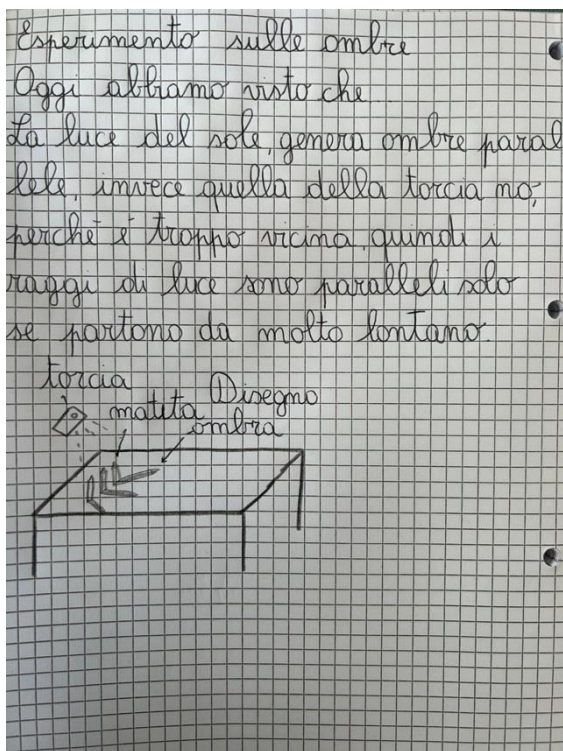 Esperimento sulle ombre
Oggi abbiamo visto che
La luce del sole, genera ombre paral
lele, invece quella della torcia no;
perché è troppo vicina, quindi i
raggi di luce sono paralleli solo
se partono da molto lontano.
torcia
Disegno
matita
ombra